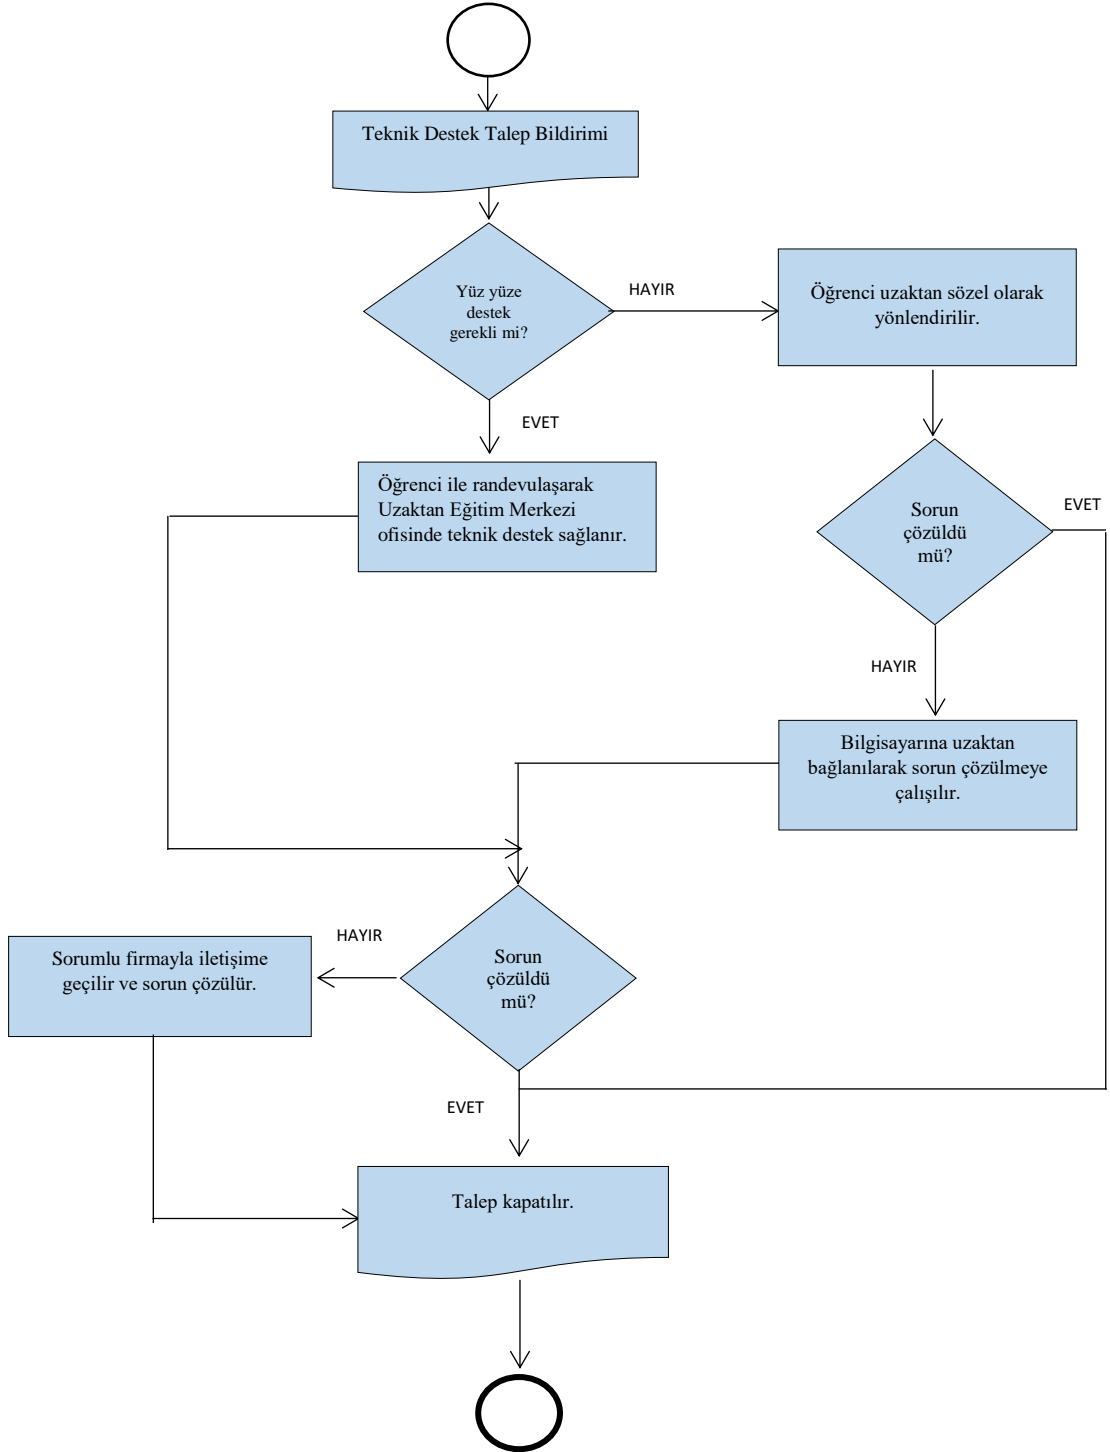 Teknik Destek Talep Bildirimi
Yüz yüze
destek
gerekli mi?
HAYIR
Öğrenci uzaktan sözel olarak
yönlendirilir.
EVET
Öğrenci ile randevulaşarak
Uzaktan Eğitim Merkezi
ofisinde teknik destek sağlanır.
Sorun
çözüldü
mü?
EVET
HAYIR
Bilgisayarına uzaktan
bağlanılarak sorun çözülmeye
çalışılır.
Sorun
çözüldü
mü?
HAYIR
Sorumlu firmayla iletişime
geçilir ve sorun çözülür.
EVET
Talep kapatılır.